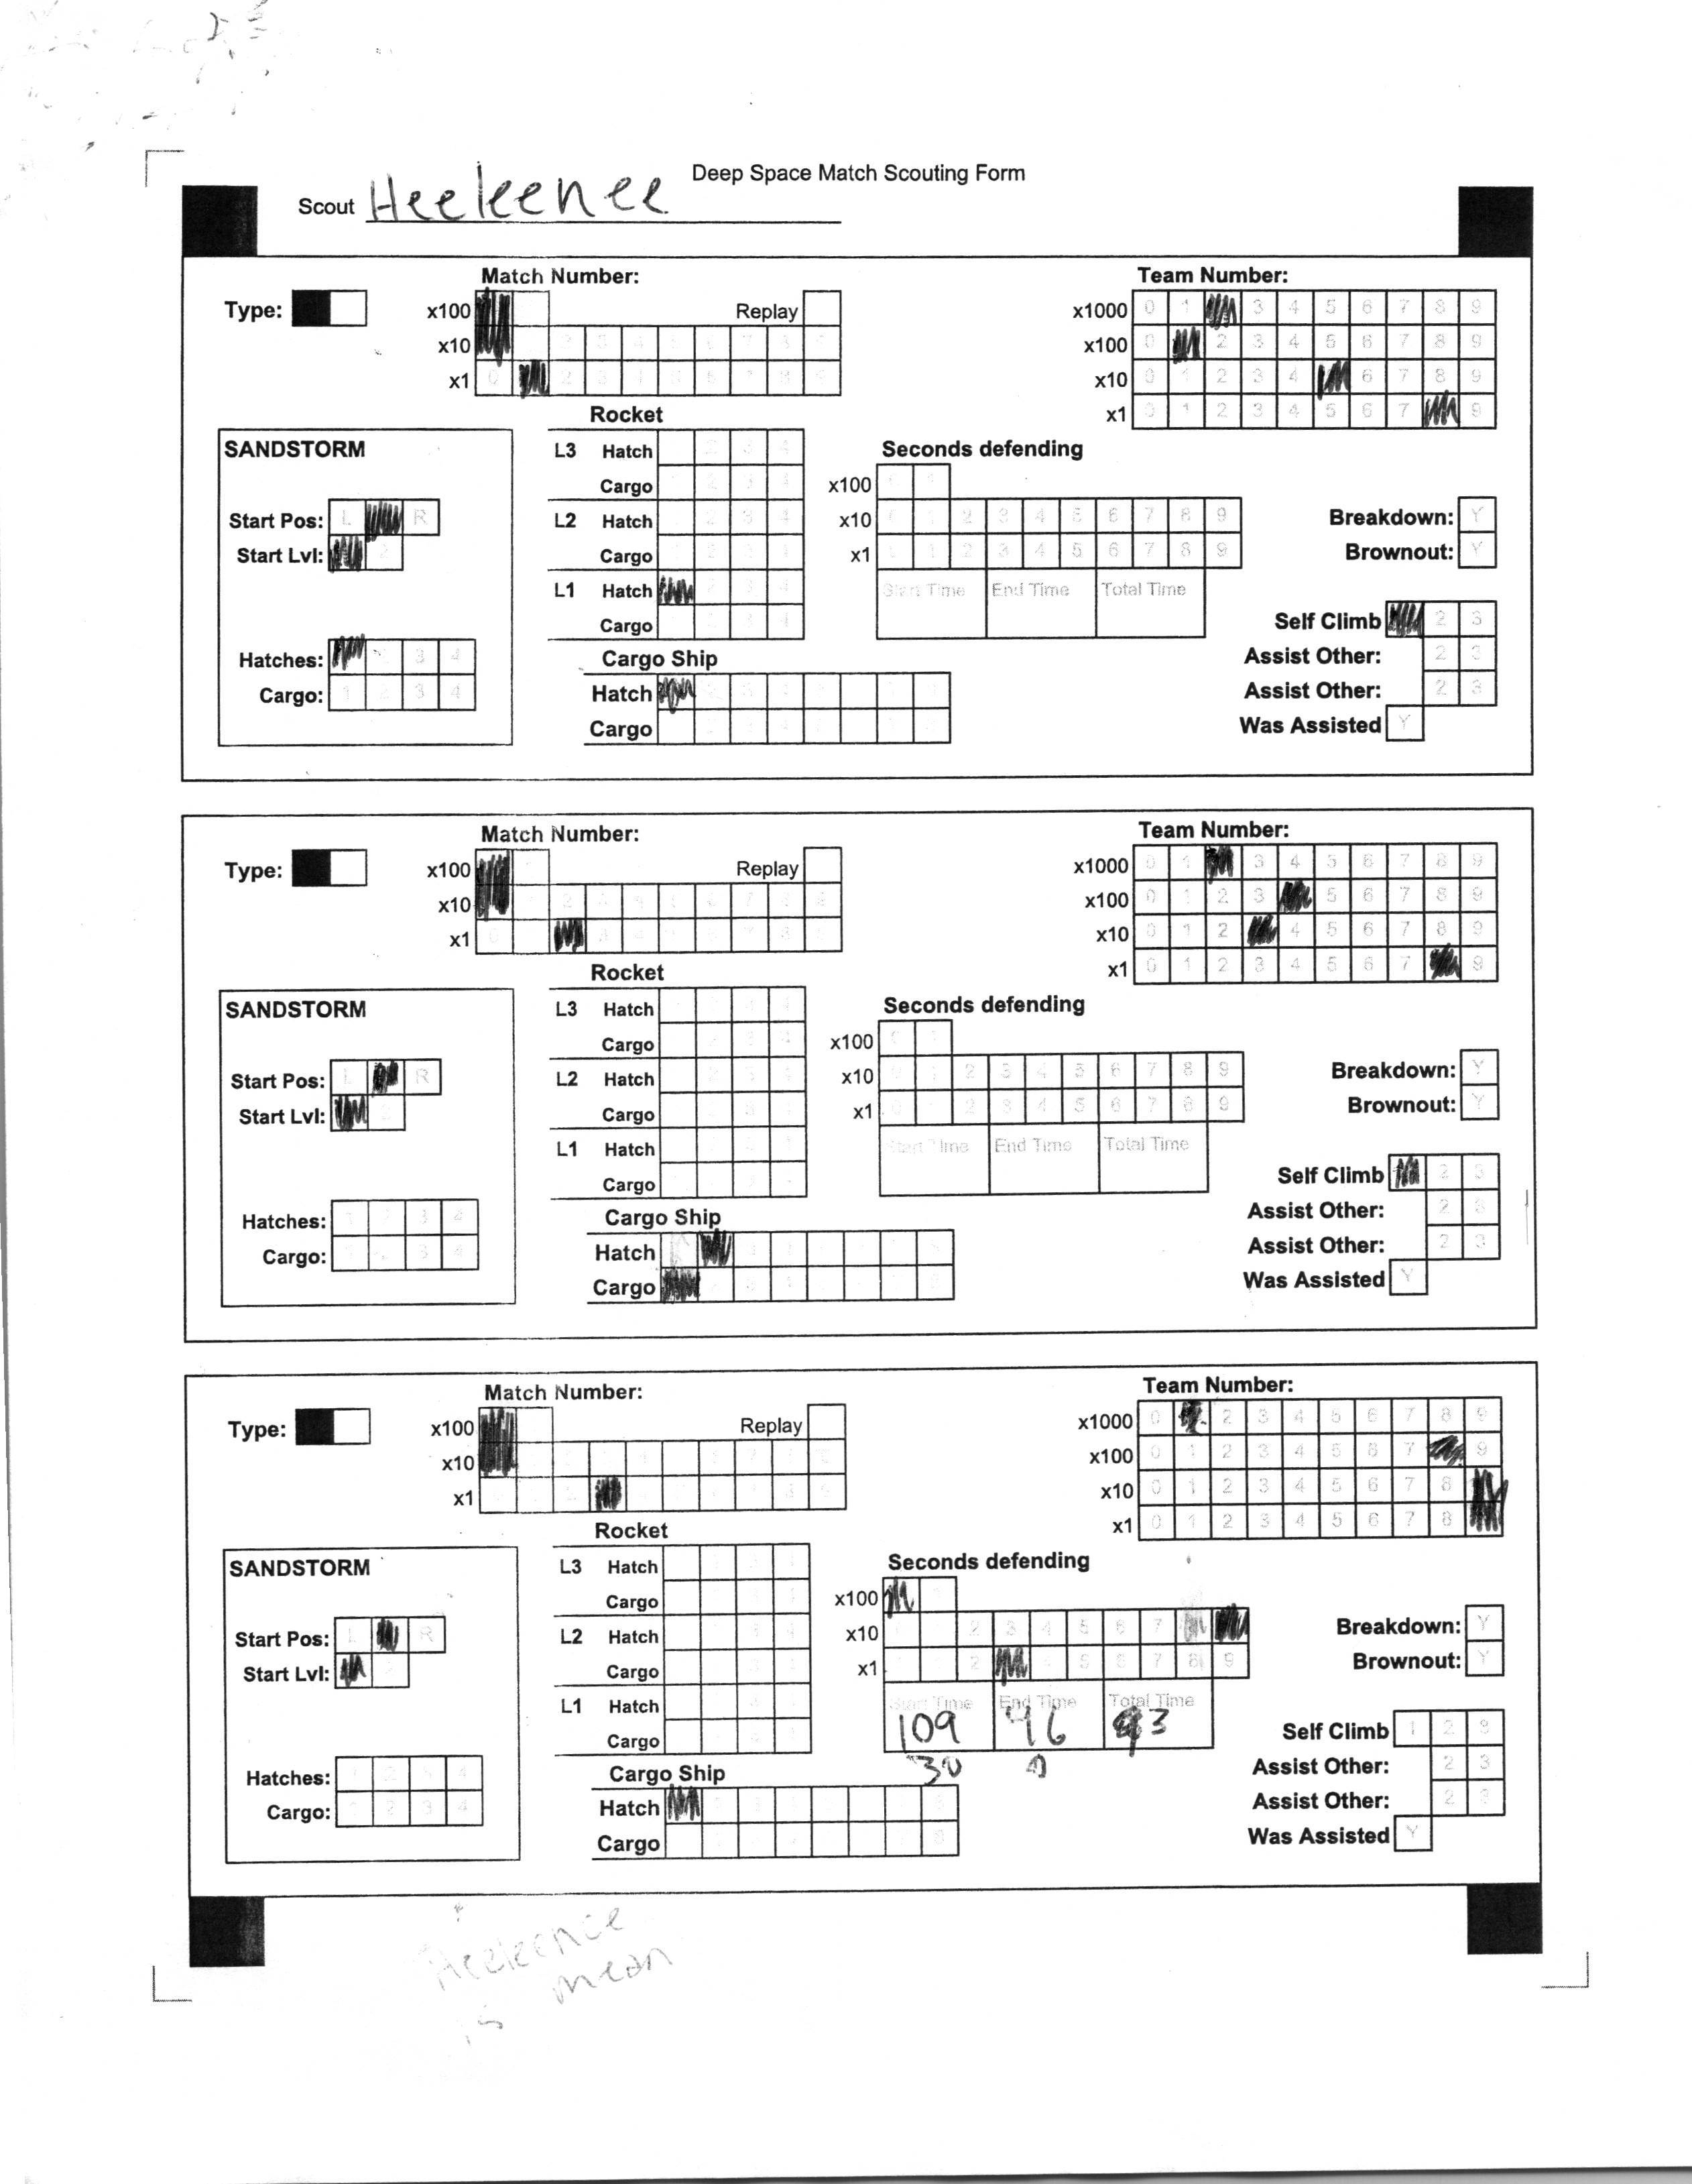 Deep Space Match Scouting Form
Scout Heeleenee
Match Number: Team Number:
Type: x100 Replay x1000 0 1 3 4 5 6 7 8 9
x10 2 3 4 5 6 7 8 x100 0 2 3 4 5 6 7 8 9
x1 0 2 3 4 5 6 7 8 9 x10 0 1 2 3 4 6 7 8 9
Rocket x1 0 1 2 3 4 5 6 7 9
SANDSTORM L3 Hatch 2 3 4 Seconds defending
Cargo 2 3 4 x100
Start Pos: L R L2 Hatch 2 3 4 x10 1 2 3 4 5 6 7 8 9 Breakdown: Y
Start Lvl: 2 Cargo 2 3 4 x1 1 2 3 4 5 6 7 8 9 Brownout: Y
L1 Hatch 2 3 4 Start Time End Time Total Time
Cargo Self Climb 2 3
Hatches: 3 4 Cargo Ship Assist Other: 2 3
Cargo: 1 2 3 4 Hatch Assist Other: 2 3
Cargo Was Assisted Y
Match Number: Team Number:
Type: x100 Replay x1000 0 1 3 4 5 6 7 8 9
x10 x100 0 1 2 3 5 6 7 8 9
x1 x10 0 1 2 4 5 6 7 8 9
Rocket x1 0 1 2 3 4 5 6 7 9
SANDSTORM L3 Hatch Seconds defending
Cargo x100
Start Pos: L R L2 Hatch x10 1 2 3 4 5 6 7 8 9 Breakdown: Y
Start Lvl: 2 Cargo x1 0 1 2 3 4 5 6 7 8 9 Brownout: Y
L1 Hatch Start Time End Time Total Time
Cargo Self Climb 2 3
Hatches: 3 4 Cargo Ship Assist Other: 2 3
Cargo: 3 4 Hatch Assist Other: 2 3
Cargo Was Assisted Y
Match Number: Team Number:
Type: x100 Replay x1000 0 2 3 4 5 6 7 8 9
x10 x100 0 1 2 3 4 5 6 7 9
x1 x10 0 1 2 3 4 5 6 7 8
Rocket x1 0 1 2 3 4 5 6 7 8
SANDSTORM L3 Hatch Seconds defending
Cargo x100
Start Pos: L R L2 Hatch x10 2 3 4 5 6 7 Breakdown: Y
Start Lvl: Cargo x1 2 4 5 6 7 8 9 Brownout: Y
L1 Hatch Start Time End Time Total Time
Cargo 109 46 3 Self Climb 1 2 3
Hatches: 4 Cargo Ship 30 0 Assist Other: 2 3
Cargo: 2 3 4 Hatch Assist Other: 2 3
Cargo Was Assisted Y
Heeleenee
is mean